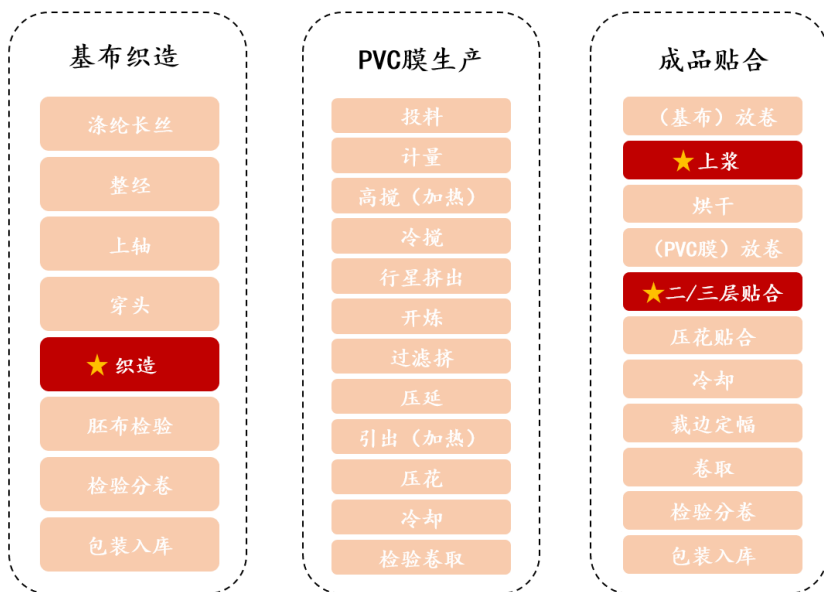 基布织造
涤纶长丝
整经
上轴
穿头
★织造
胚布检验
检验分卷
包装入库
PVC膜生产
投料
计量
高搅（加热）
冷搅
行星挤出
开炼
过滤挤
压延
引出（加热）
压花
冷却
检验卷取
成品贴合
（基布）放卷
★上浆
烘干
（PVC膜）放卷
★二/三层贴合
压花贴合
冷却
裁边定幅
卷取
检验分卷
包装入库